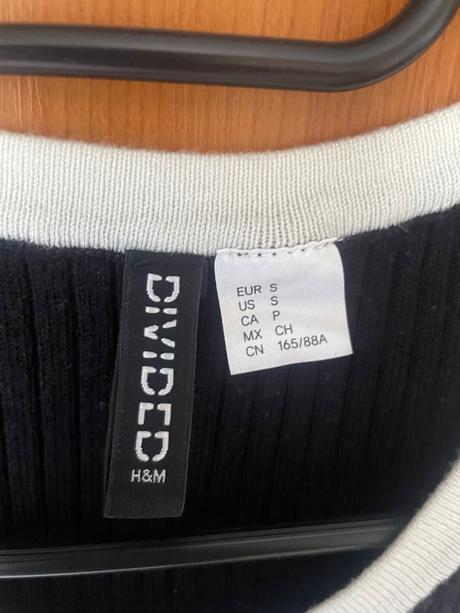 DIVIDED
H&M
EUR S
US S
CA P
MX CH
CN 165/88A